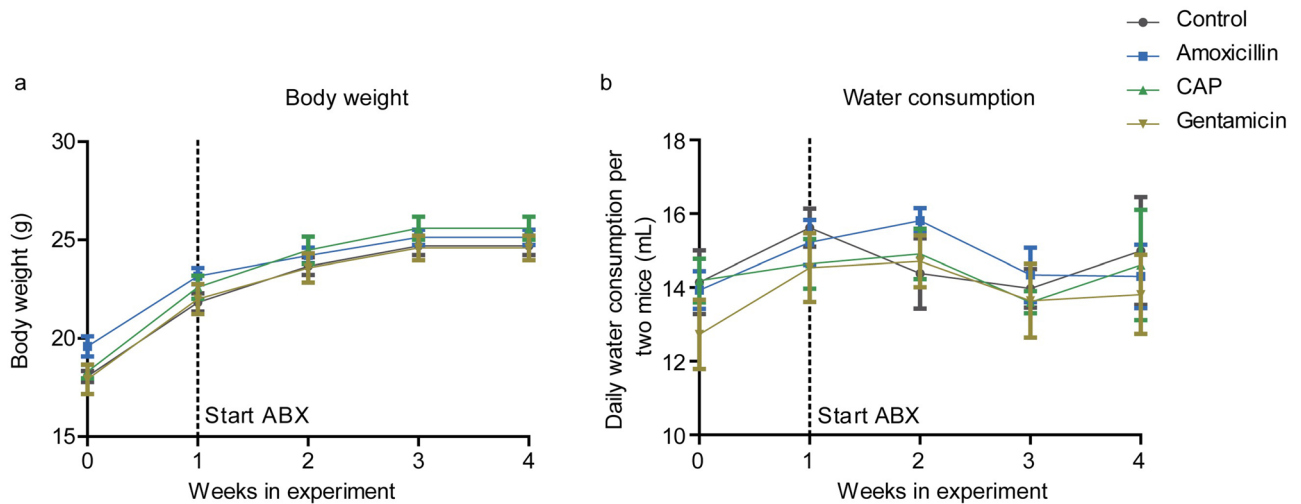 Control
Amoxicillin
CAP
Gentamicin
a
Body weight
30
25
20
15
Body weight (g)
Start ABX
0 1 2 3 4
Weeks in experiment
b
Water consumption
18
16
14
12
10
Daily water consumption per
two mice (mL)
Start ABX
0 1 2 3 4
Weeks in experiment